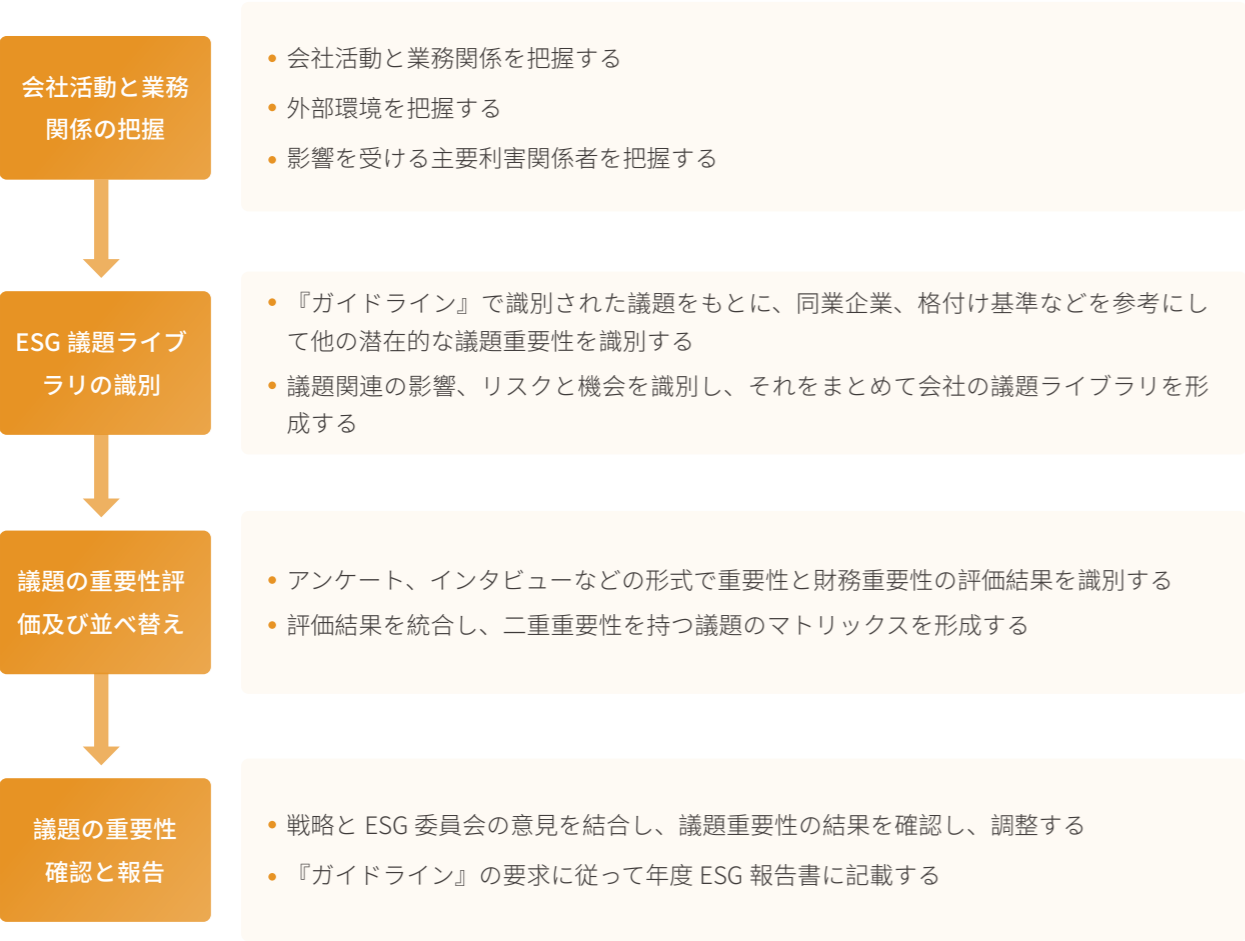 会社活動と業務
関係の把握
• 会社活動と業務関係を把握する
• 外部環境を把握する
• 影響を受ける主要利害関係者を把握する
ESG 議題ライブ
ラリの識別
• 『ガイドライン』で識別された議題をもとに、同業企業、格付け基準などを参考にし
て他の潜在的な議題重要性を識別する
• 議題関連の影響、リスクと機会を識別し、それをまとめて会社の議題ライブラリを形
成する
議題の重要性評
価及び並べ替え
• アンケート、インタビューなどの形式で重要性と財務重要性の評価結果を識別する
• 評価結果を統合し、二重重要性を持つ議題のマトリックスを形成する
議題の重要性
確認と報告
• 戦略と ESG 委員会の意見を結合し、議題重要性の結果を確認し、調整する
• 『ガイドライン』の要求に従って年度 ESG 報告書に記載する